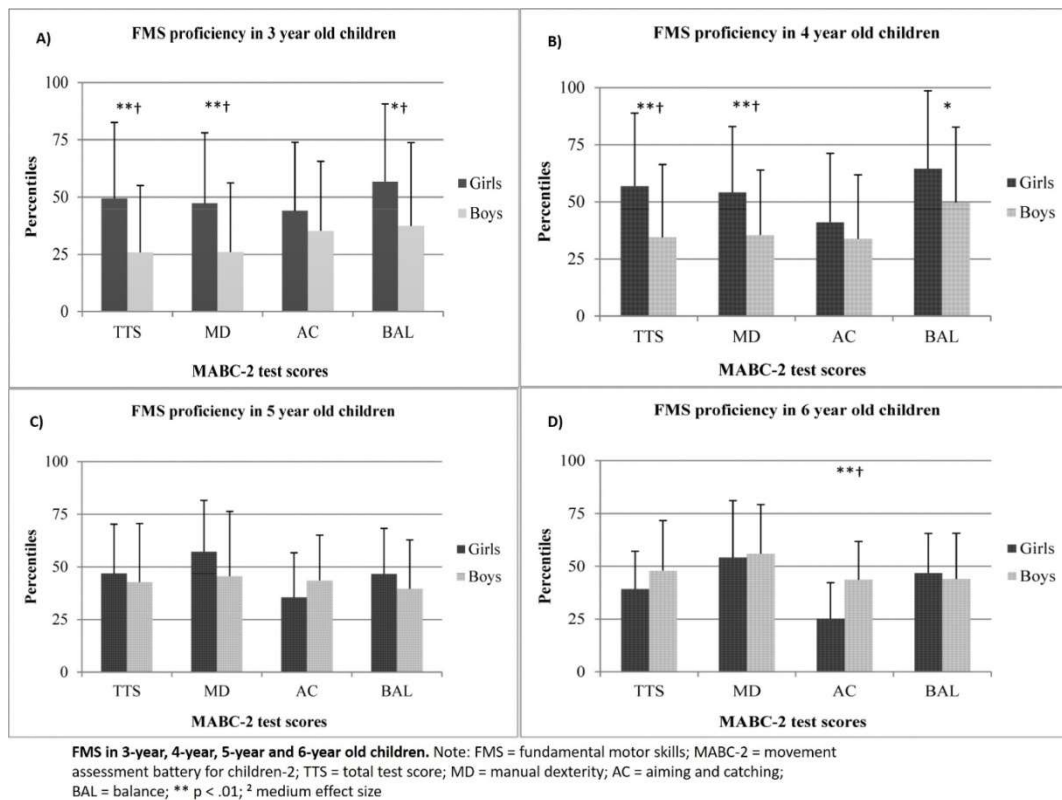 A)
FMS proficiency in 3 year old children
100
75
50
25
0
Percentiles
**†
**†
*†
Girls
Boys
TTS MD AC BAL
MABC-2 test scores
B)
FMS proficiency in 4 year old children
100
75
50
25
0
Percentiles
**†
**†
*
Girls
Boys
TTS MD AC BAL
MABC-2 test scores
C)
FMS proficiency in 5 year old children
100
75
50
25
0
Percentiles
Girls
Boys
TTS MD AC BAL
MABC-2 test scores
D)
FMS proficiency in 6 year old children
100
75
50
25
0
Percentiles
**†
Girls
Boys
TTS MD AC BAL
MABC-2 test scores
FMS in 3-year, 4-year, 5-year and 6-year old children. Note: FMS = fundamental motor skills; MABC-2 = movement
assessment battery for children-2; TTS = total test score; MD = manual dexterity; AC = aiming and catching;
BAL = balance; ** p < .01; ² medium effect size